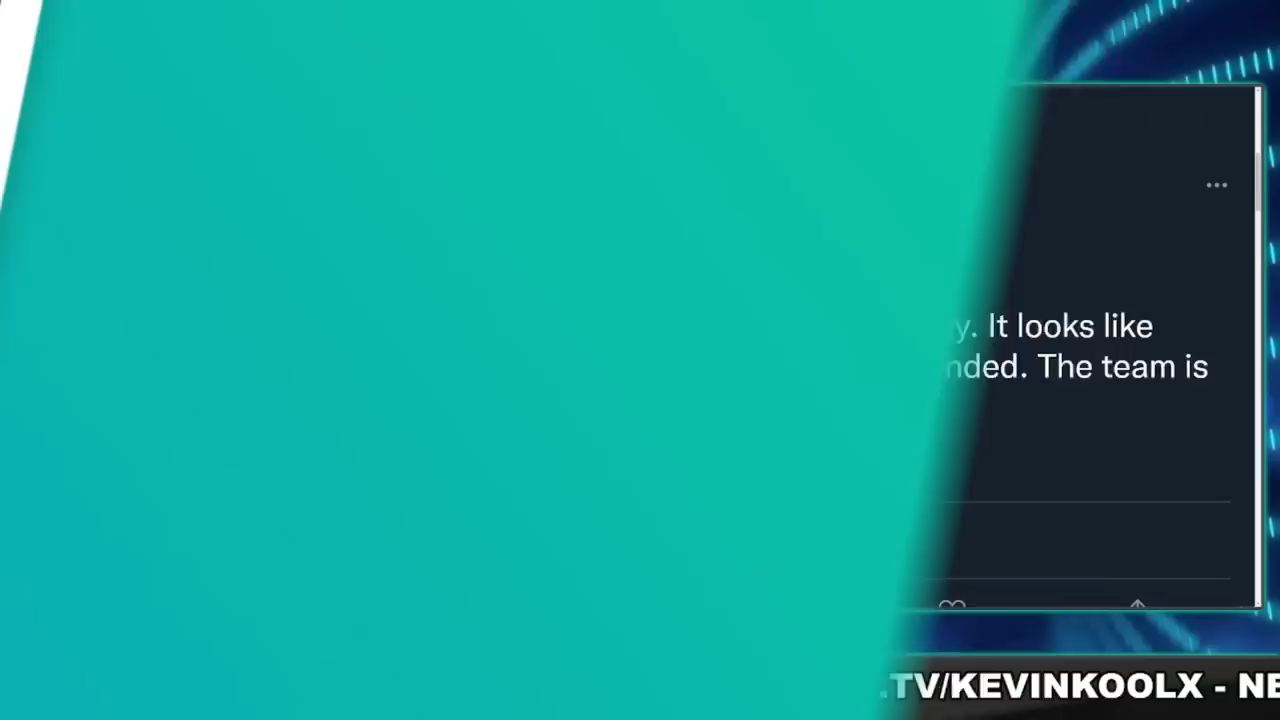 y. It looks like
nded. The team is
.TV/KEVINKOOLX - NE